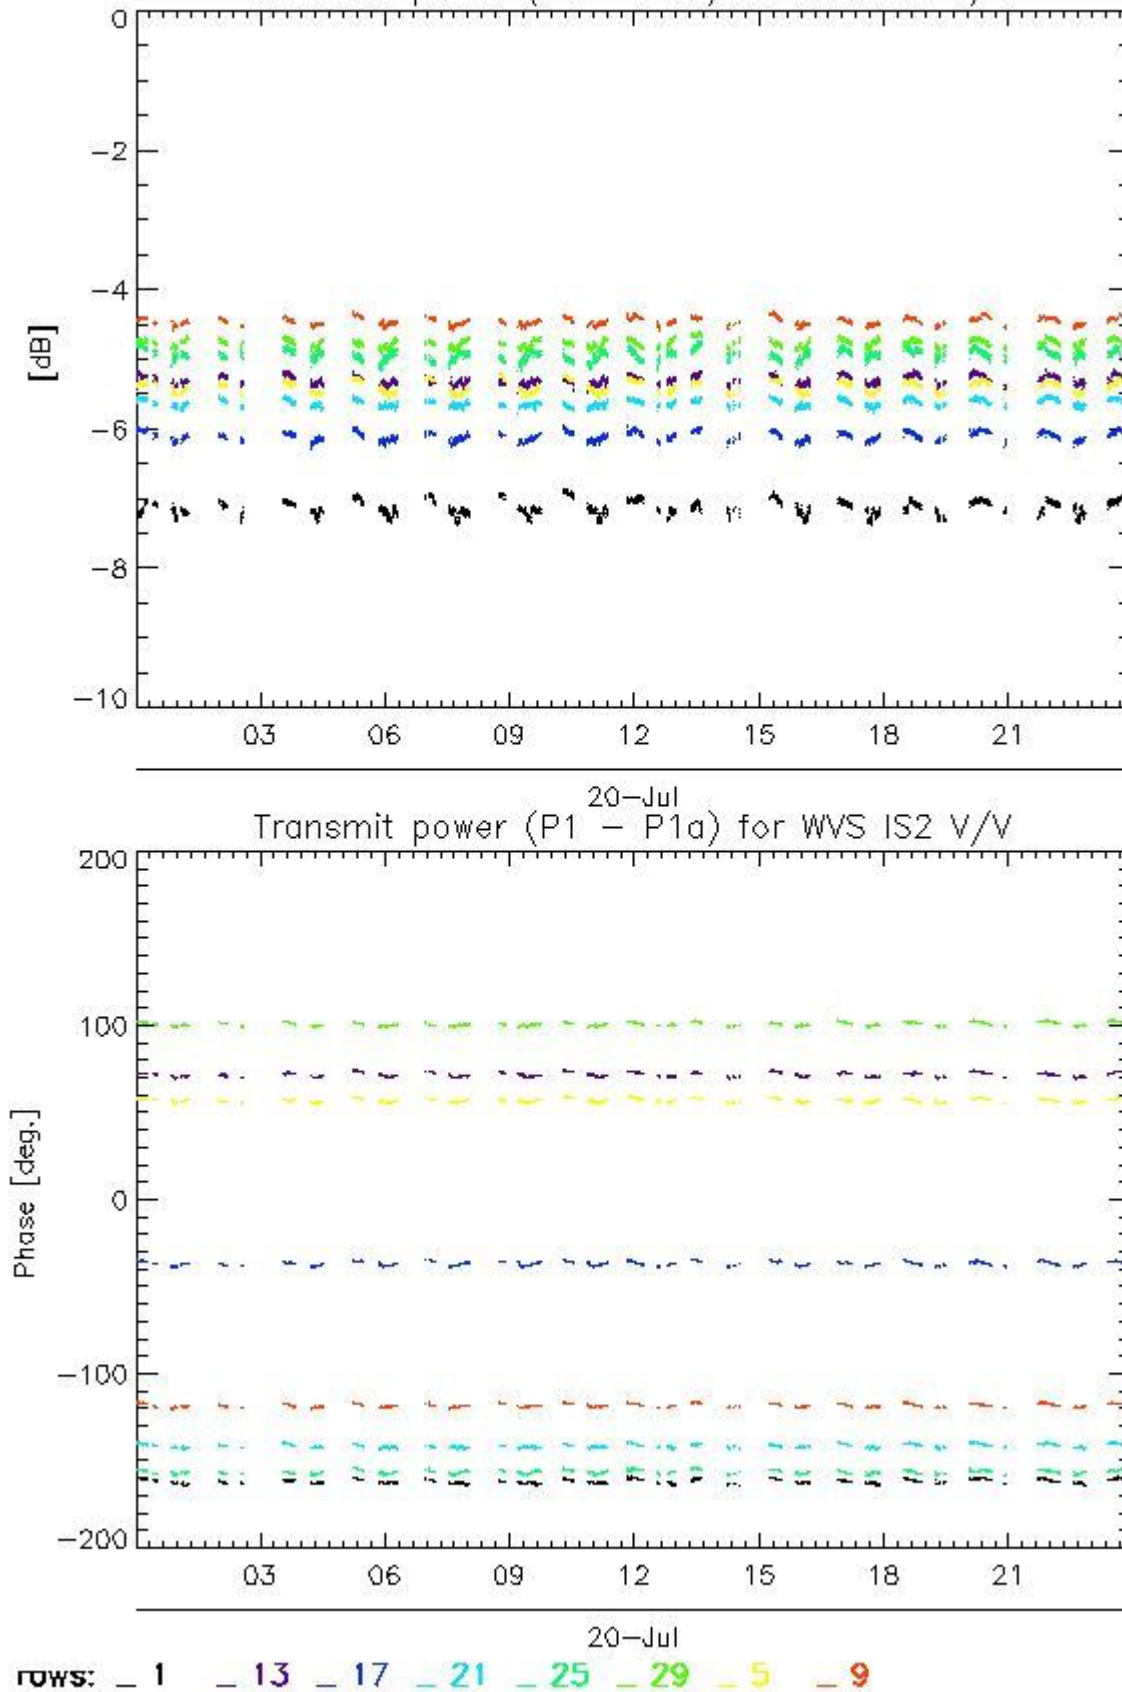 0
−2
−4
[dB]
−6
−8
−10
03 06 09 12 15 18 21
20−Jul
Transmit power (P1 − P1a) for WVS IS2 V/V
200
100
Phase [deg.]
0
−100
−200
03 06 09 12 15 18 21
20−Jul
rows: _ 1 _ 13 _ 17 _ 21 _ 25 _ 29 _ 5 _ 9